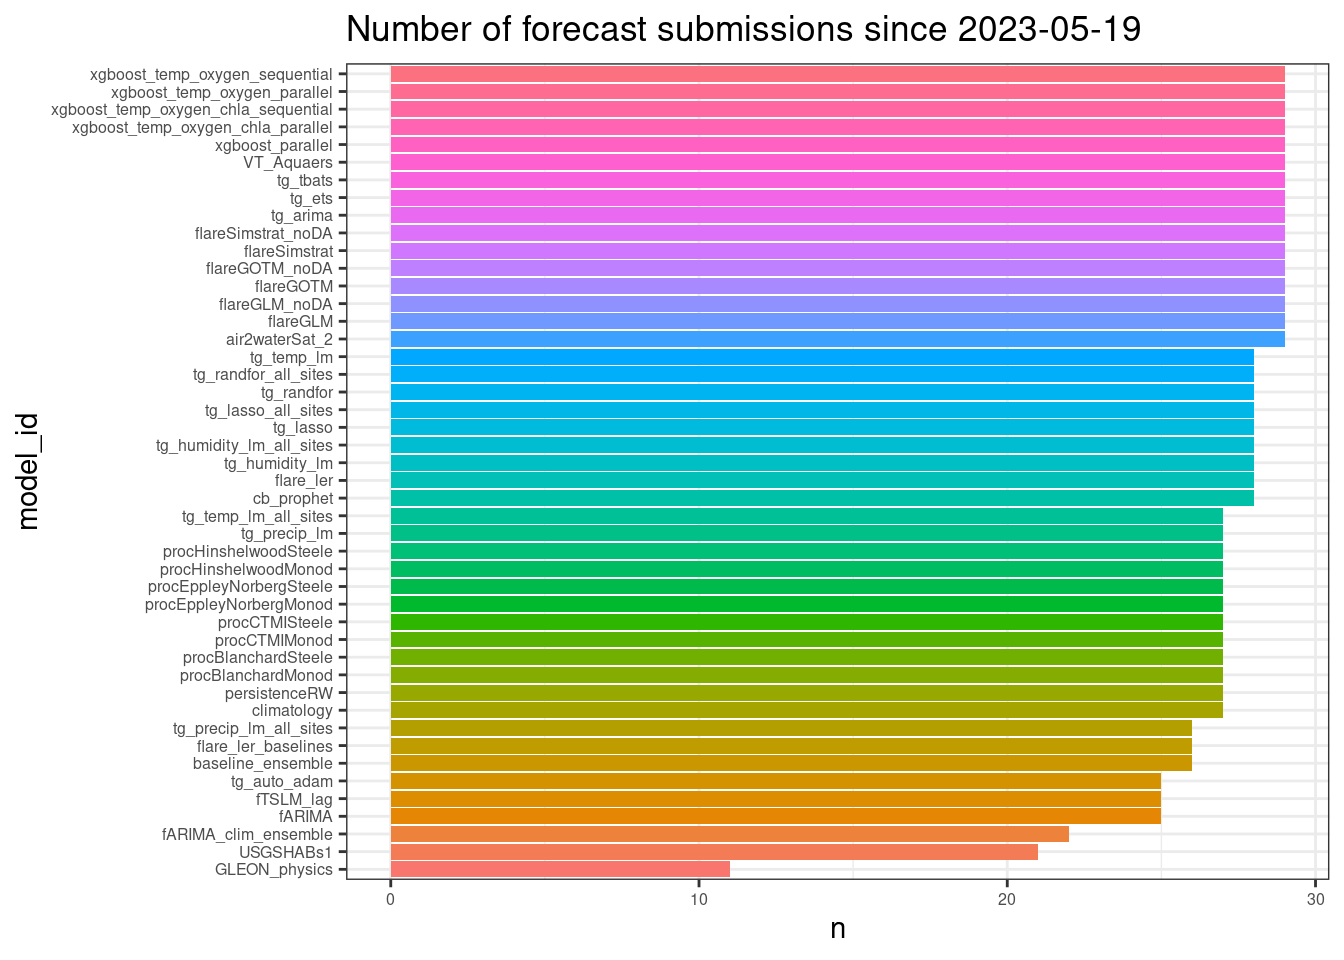 Number of forecast submissions since 2023-05-19
xgboost_temp_oxygen_sequential
xgboost_temp_oxygen_parallel
xgboost_temp_oxygen_chla_sequential
xgboost_temp_oxygen_chla_parallel
xgboost_parallel
VT_Aquaers
tg_tbats
tg_ets
tg_arima
flareSimstrat_noDA
flareSimstrat
flareGOTM_noDA
flareGOTM
flareGLM_noDA
flareGLM
air2waterSat_2
tg_temp_lm
tg_randfor_all_sites
tg_randfor
tg_lasso_all_sites
tg_lasso
tg_humidity_lm_all_sites
tg_humidity_lm
flare_ler
cb_prophet
tg_temp_lm_all_sites
tg_precip_lm
procHinshelwoodSteele
procHinshelwoodMonod
procEppleyNorbergSteele
procEppleyNorbergMonod
procCTMISteele
procCTMIMonod
procBlanchardSteele
procBlanchardMonod
persistenceRW
climatology
tg_precip_lm_all_sites
flare_ler_baselines
baseline_ensemble
tg_auto_adam
fTSLM_lag
fARIMA
fARIMA_clim_ensemble
USGSHABs1
GLEON_physics
model_id
0 10 20 30
n